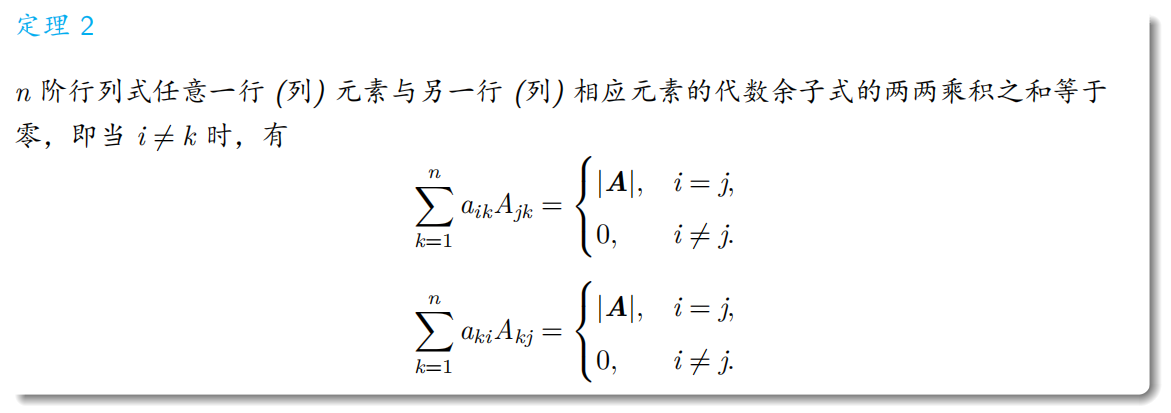 定理 2
n 阶行列式任意一行 (列) 元素与另一行 (列) 相应元素的代数余子式的两两乘积之和等于
零，即当 i ≠ k 时，有
\sum_{k=1}^{n} a_{ik}A_{jk} = \begin{cases} |\boldsymbol{A}|, & i = j, \\ 0, & i \neq j. \end{cases}
\sum_{k=1}^{n} a_{ki}A_{kj} = \begin{cases} |\boldsymbol{A}|, & i = j, \\ 0, & i \neq j. \end{cases}